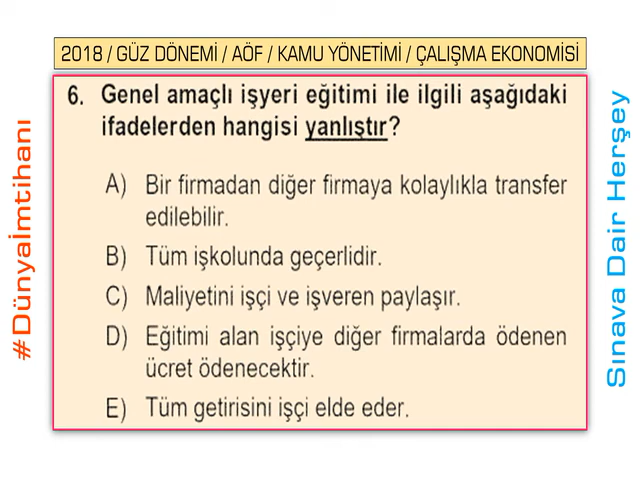 2018 / GÜZ DÖNEMİ / AÖF / KAMU YÖNETİMİ / ÇALIŞMA EKONOMİSİ
6. Genel amaçlı işyeri eğitimi ile ilgili aşağıdaki
ifadelerden hangisi yanlıştır?
A) Bir firmadan diğer firmaya kolaylıkla transfer
edilebilir.
B) Tüm işkolunda geçerlidir.
C) Maliyetini işçi ve işveren paylaşır.
D) Eğitimi alan işçiye diğer firmalarda ödenen
ücret ödenecektir.
E) Tüm getirisini işçi elde eder.
#Dünyaİmtihanı
Sınava Dair Herşey